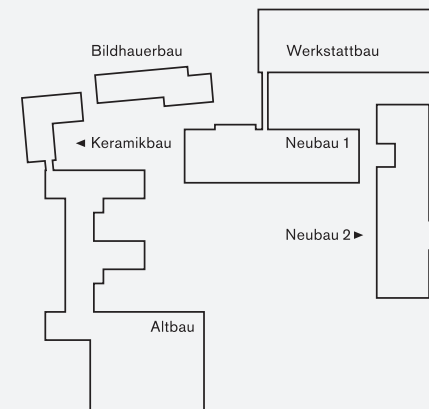 Bildhauerbau
Werkstattbau
◄ Keramikbau
Neubau 1
Neubau 2 ►
Altbau